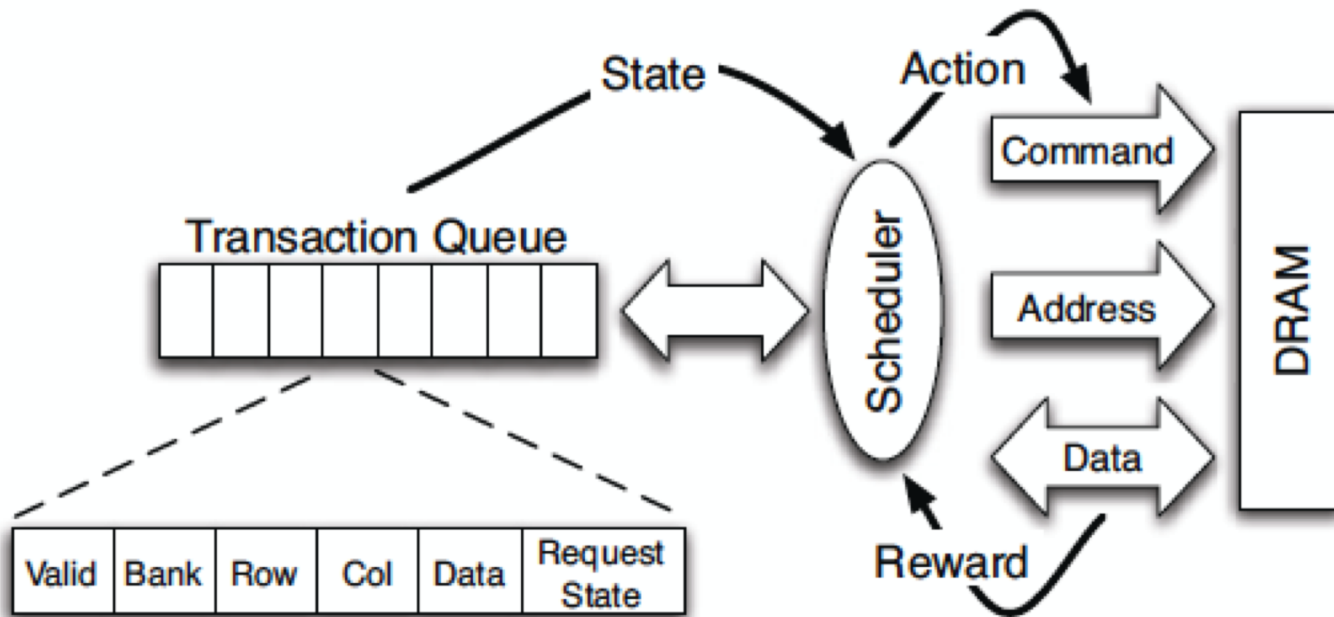 State
Action
Command
Transaction Queue
Scheduler
Address
DRAM
Data
Reward
Valid
Bank
Row
Col
Data
Request
State